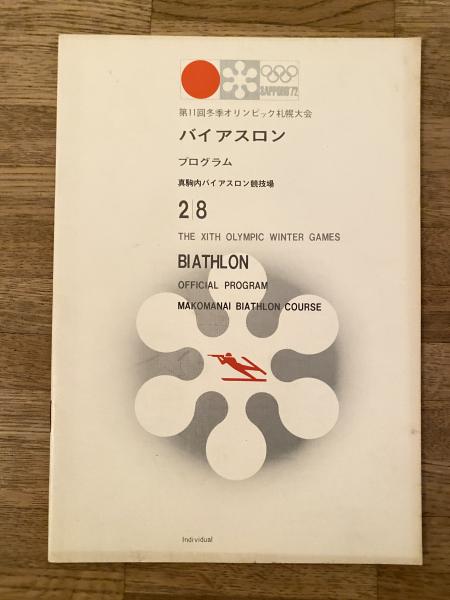 SAPPORO'72
第11回冬季オリンピック札幌大会
バイアスロン
プログラム
真駒内バイアスロン競技場
2|8
THE XITH OLYMPIC WINTER GAMES
BIATHLON
OFFICIAL PROGRAM
MAKOMANAI BIATHLON COURSE
Individual